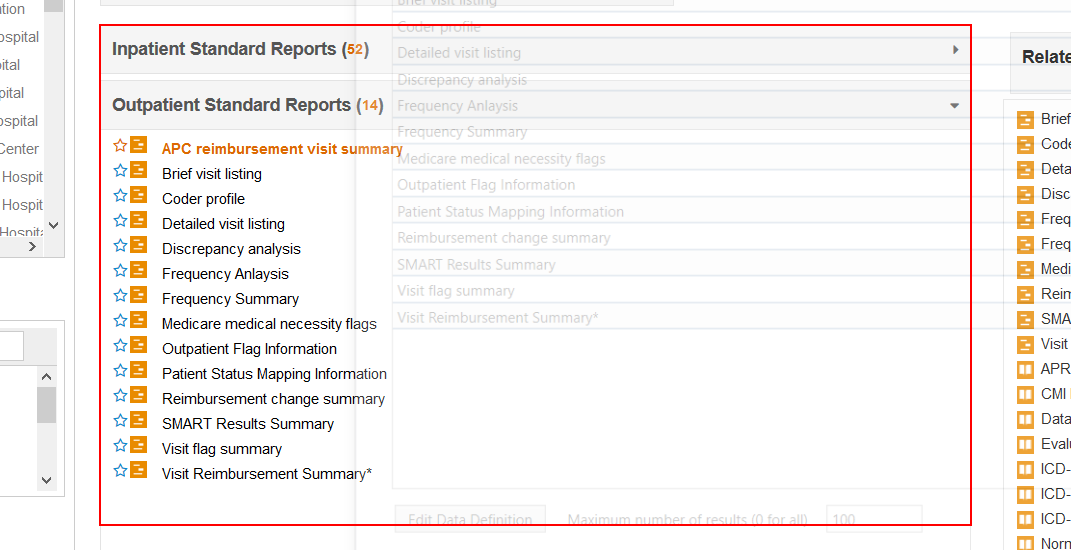 ntion
ospital
pital
pital
ospital
Center
Hospit
Hospit
Brief visit listing
Coder profile
Detailed visit listing
Discrepancy analysis
Frequency Anlaysis
Frequency Summary
Medicare medical necessity flags
Outpatient Flag Information
Patient Status Mapping Information
Reimbursement change summary
SMART Results Summary
Visit flag summary
Visit Reimbursement Summary*
Edit Data Definition
Maximum number of results (0 for all)
100
Inpatient Standard Reports (52)
Outpatient Standard Reports (14)
APC reimbursement visit summary
Brief visit listing
Coder profile
Detailed visit listing
Discrepancy analysis
Frequency Anlaysis
Frequency Summary
Medicare medical necessity flags
Outpatient Flag Information
Patient Status Mapping Information
Reimbursement change summary
SMART Results Summary
Visit flag summary
Visit Reimbursement Summary*
Relate
Brief
Code
Deta
Disc
Freq
Freq
Medi
Reim
SMA
Visit
APR
CMI
Data
Evalu
ICD-
ICD-
ICD-
Norm